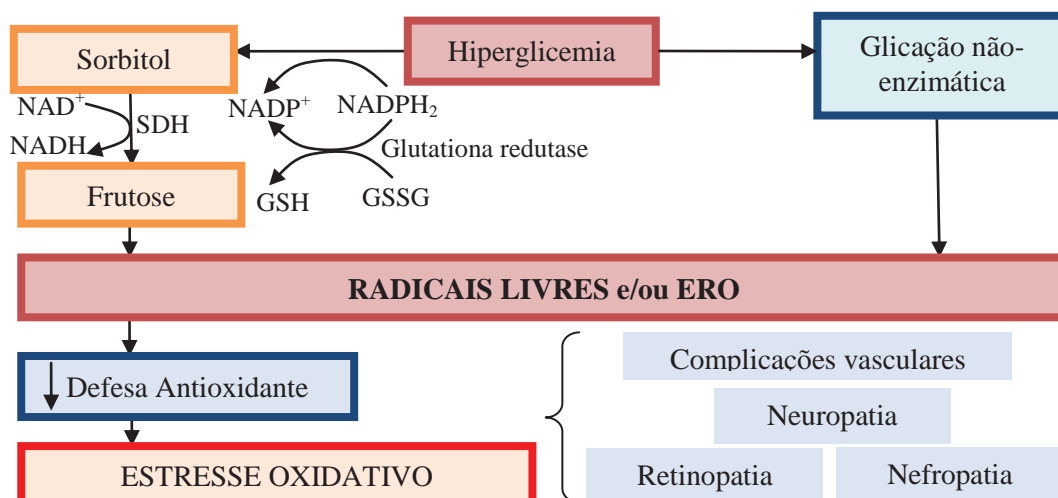 Sorbitol
Hiperglicemia
Glicação não-
enzimática
NAD⁺
SDH
NADH
NADP⁺
NADPH₂
Glutationa redutase
Frutose
GSH
GSSG
RADICAIS LIVRES e/ou ERO
Defesa Antioxidante
Complicações vasculares
Neuropatia
ESTRESSE OXIDATIVO
Retinopatia
Nefropatia